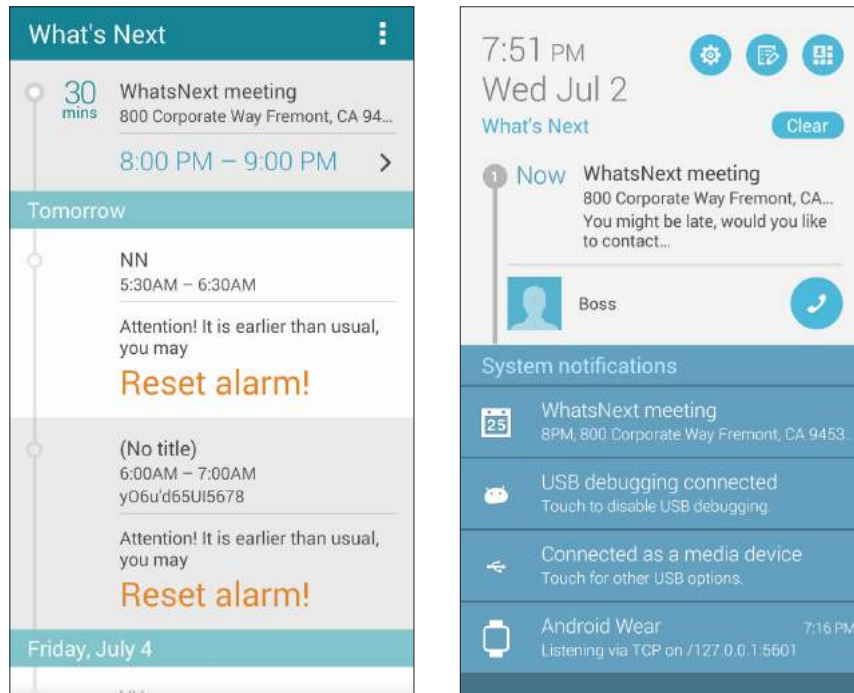 What's Next
30
mins
WhatsNext meeting
800 Corporate Way Fremont, CA 94...
8:00 PM – 9:00 PM
Tomorrow
NN
5:30AM – 6:30AM
Attention! It is earlier than usual,
you may
Reset alarm!
(No title)
6:00AM – 7:00AM
yO6u'd65UI5678
Attention! It is earlier than usual,
you may
Reset alarm!
Friday, July 4
7:51 PM
Wed Jul 2
What's Next
Clear
1
Now
WhatsNext meeting
800 Corporate Way Fremont, CA...
You might be late, would you like
to contact...
Boss
System notifications
25
WhatsNext meeting
8PM, 800 Corporate Way Fremont, CA 9453..
USB debugging connected
Touch to disable USB debugging.
Connected as a media device
Touch for other USB options.
Android Wear
7:16 PM
Listening via TCP on /127.0.0.1:5601